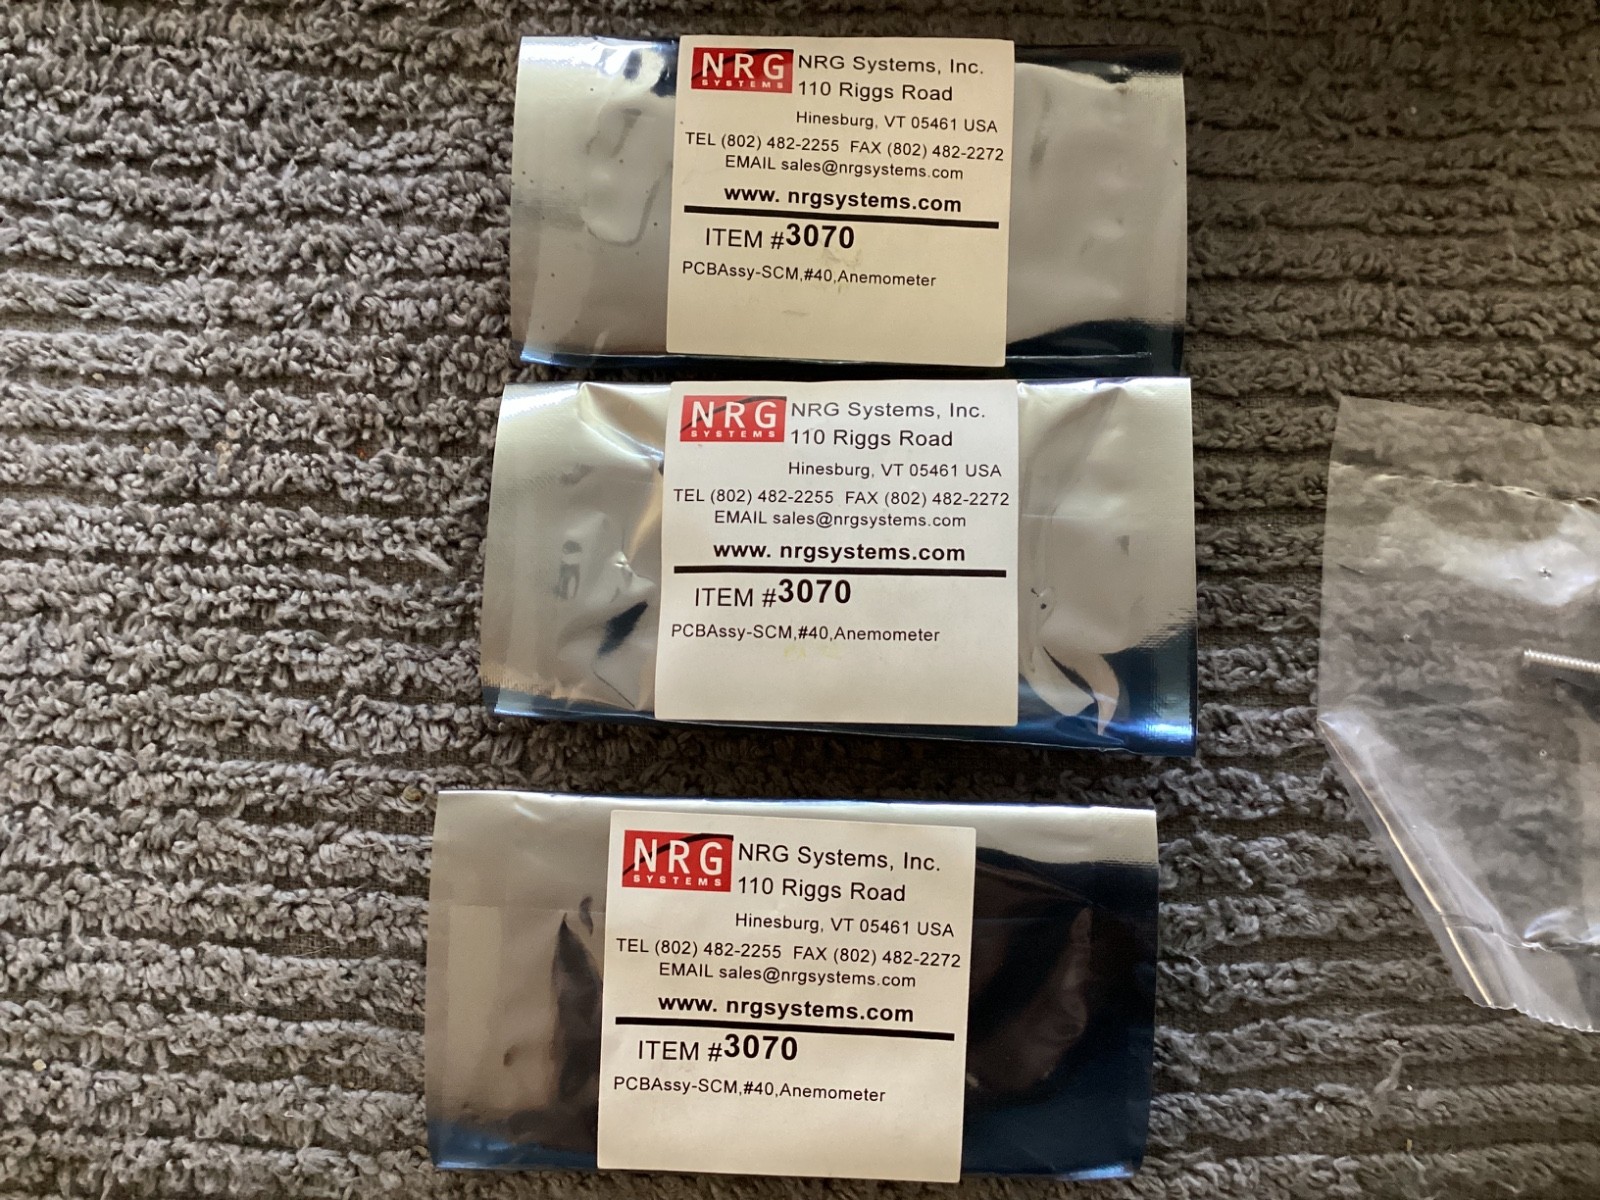 NRG NRG Systems, Inc.
SYSTEMS 110 Riggs Road
Hinesburg, VT 05461 USA
TEL (802) 482-2255 FAX (802) 482-2272
EMAIL sales@nrgsystems.com
www. nrgsystems.com
ITEM #3070
PCBAssy-SCM,#40,Anemometer
NRG NRG Systems, Inc.
SYSTEMS 110 Riggs Road
Hinesburg, VT 05461 USA
TEL (802) 482-2255 FAX (802) 482-2272
EMAIL sales@nrgsystems.com
www. nrgsystems.com
ITEM #3070
PCBAssy-SCM,#40,Anemometer
NRG NRG Systems, Inc.
SYSTEMS 110 Riggs Road
Hinesburg, VT 05461 USA
TEL (802) 482-2255 FAX (802) 482-2272
EMAIL sales@nrgsystems.com
www. nrgsystems.com
ITEM #3070
PCBAssy-SCM,#40,Anemometer